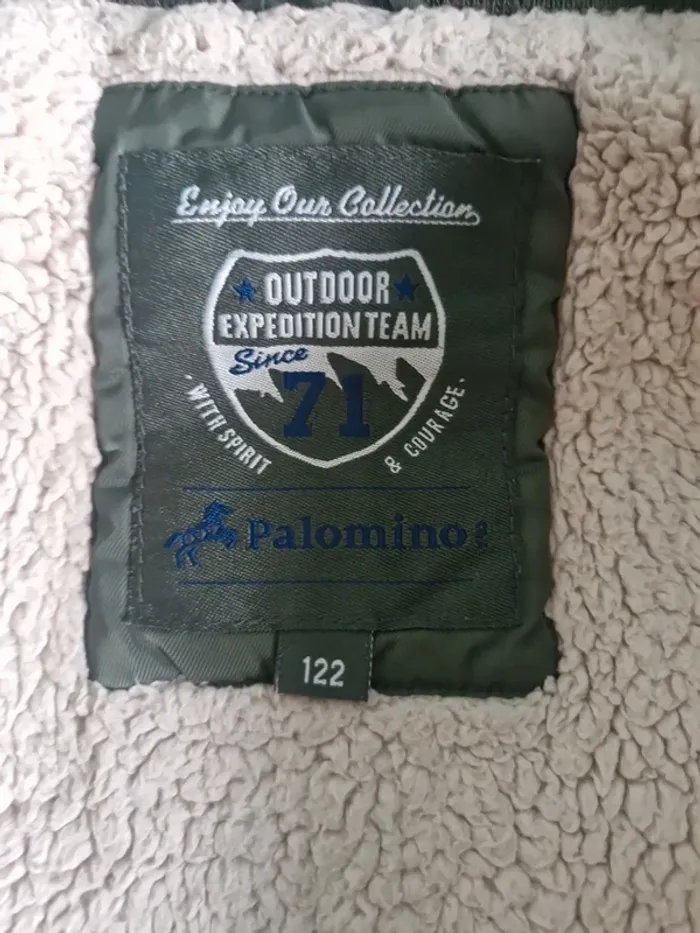 Enjoy Our Collection
OUTDOOR
EXPEDITION TEAM
Since
71
· WITH SPIRIT
& COURAGE ·
Palomino
122